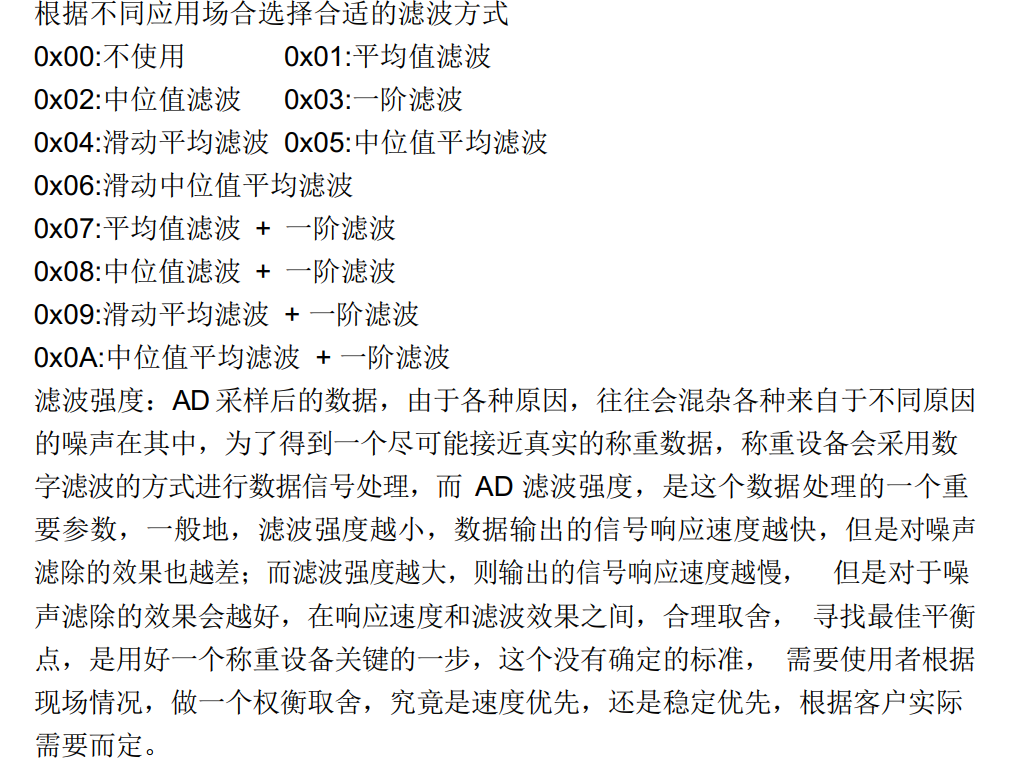 根据不同应用场合选择合适的滤波方式
0x00:不使用 0x01:平均值滤波
0x02:中位值滤波 0x03:一阶滤波
0x04:滑动平均滤波 0x05:中位值平均滤波
0x06:滑动中位值平均滤波
0x07:平均值滤波 + 一阶滤波
0x08:中位值滤波 + 一阶滤波
0x09:滑动平均滤波 + 一阶滤波
0x0A:中位值平均滤波 + 一阶滤波
滤波强度：AD 采样后的数据，由于各种原因，往往会混杂各种来自于不同原因
的噪声在其中，为了得到一个尽可能接近真实的称重数据，称重设备会采用数
字滤波的方式进行数据信号处理，而 AD 滤波强度，是这个数据处理的一个重
要参数，一般地，滤波强度越小，数据输出的信号响应速度越快，但是对噪声
滤除的效果也越差；而滤波强度越大，则输出的信号响应速度越慢， 但是对于噪
声滤除的效果会越好，在响应速度和滤波效果之间，合理取舍， 寻找最佳平衡
点，是用好一个称重设备关键的一步，这个没有确定的标准， 需要使用者根据
现场情况，做一个权衡取舍，究竟是速度优先，还是稳定优先，根据客户实际
需要而定。